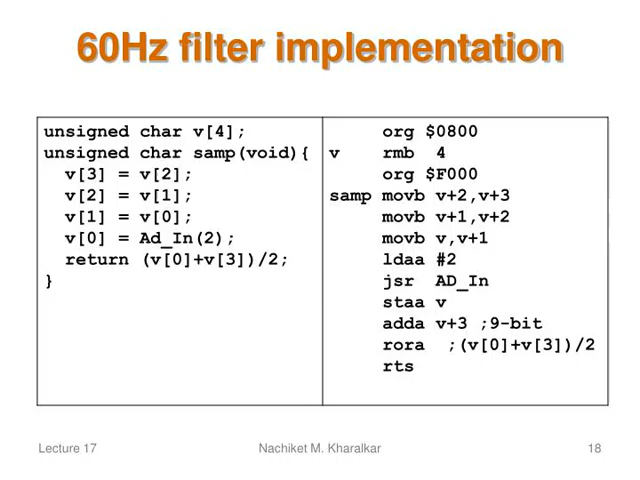 60Hz filter implementation
unsigned char v[4];
unsigned char samp(void){
v[3] = v[2];
v[2] = v[1];
v[1] = v[0];
v[0] = Ad_In(2);
return (v[0]+v[3])/2;
}
org $0800
v rmb 4
org $F000
samp movb v+2,v+3
movb v+1,v+2
movb v,v+1
ldaa #2
jsr AD_In
staa v
adda v+3 ;9-bit
rora ;(v[0]+v[3])/2
rts
Lecture 17
Nachiket M. Kharalkar
18